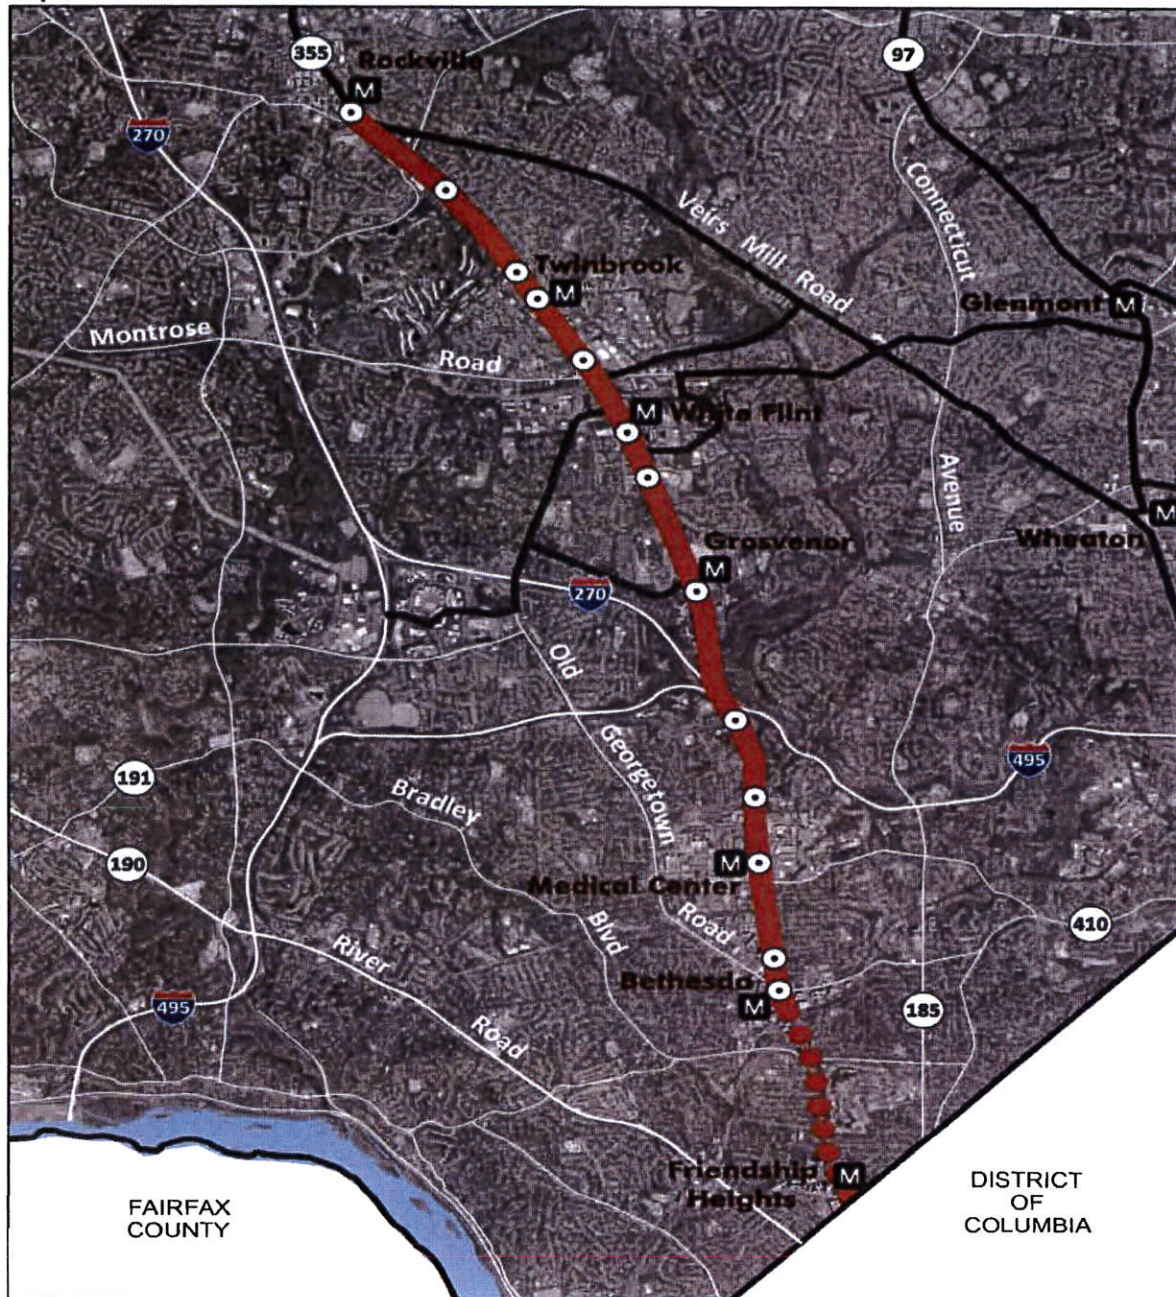 355
97
Rockville
M
270
Connecticut
Veirs Mill Road
Twinbrook
M
Glenmont
M
Montrose
Road
M
White Flint
Avenue
Wheaton
M
Grosvenor
M
270
Old
Georgetown
495
191
Bradley
190
M
Medical Center
Road
410
Blvd
River
Bethesda
M
495
185
Road
Friendship
Heights
M
FAIRFAX
COUNTY
DISTRICT
OF
COLUMBIA